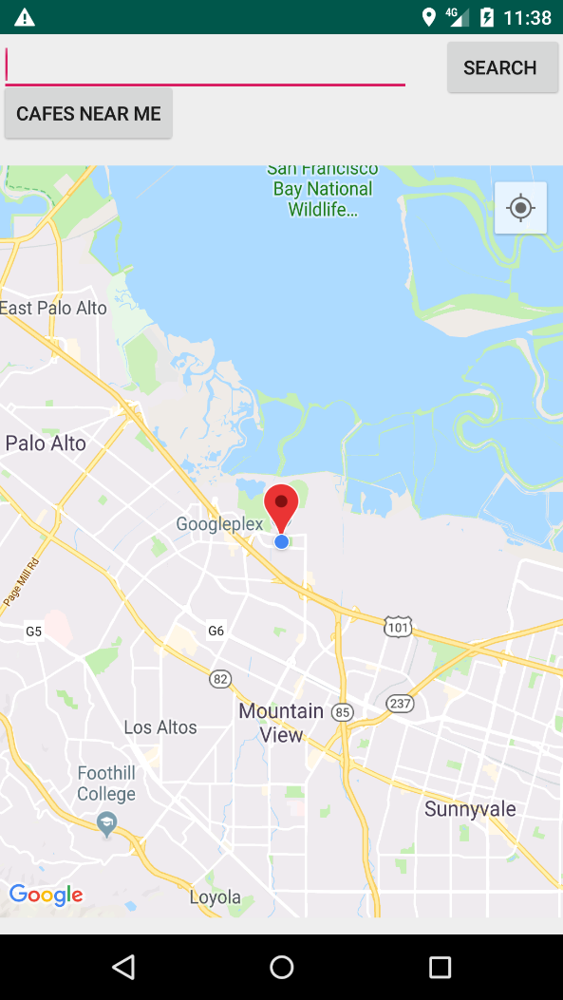 4G 11:38
SEARCH
CAFES NEAR ME
San Francisco
Bay National
Wildlife...
East Palo Alto
Palo Alto
Googleplex
Page Mill Rd
101
G5
G6
82
237
Mountain
View
85
Los Altos
Foothill
College
Sunnyvale
Google
Loyola